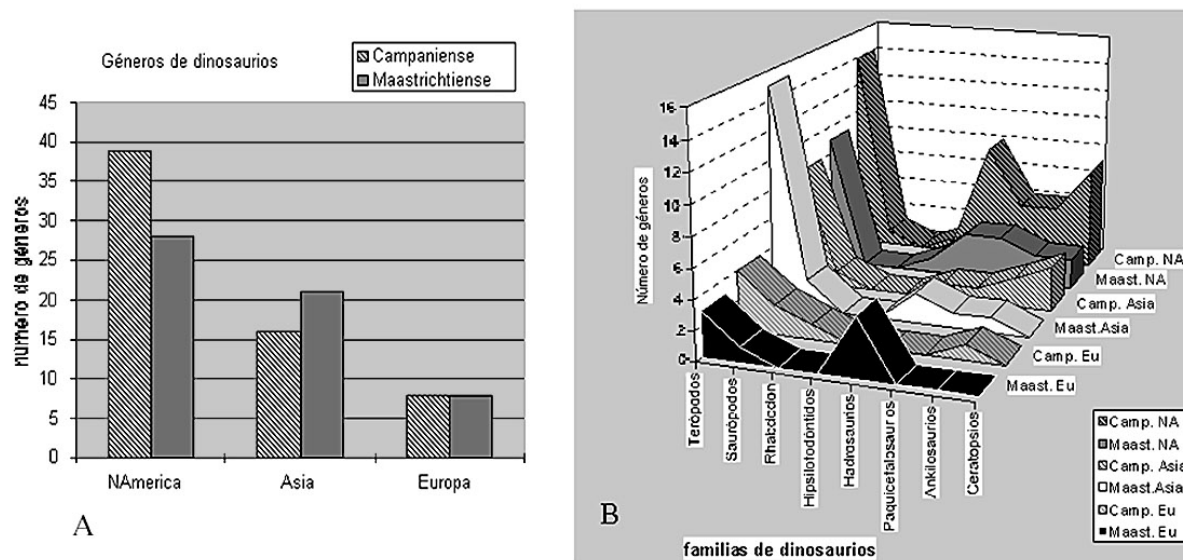 Géneros de dinosaurios
Campaniense
Maastrichtiense
número de géneros
45
40
35
30
25
20
15
10
5
0
NAmerica
Asia
Europa
A
Número de géneros
16
14
12
10
8
6
4
2
0
Terópodos
Saurópodos
Hadrosaurios
Ankilosaurios
Ceratopsios
Camp. NA
Maast. NA
Camp. Asia
Maast.Asia
Camp. Eu
Maast. Eu
familias de dinosaurios
B
Camp. NA
Maast. NA
Camp. Asia
Maast.Asia
Camp. Eu
Maast. Eu